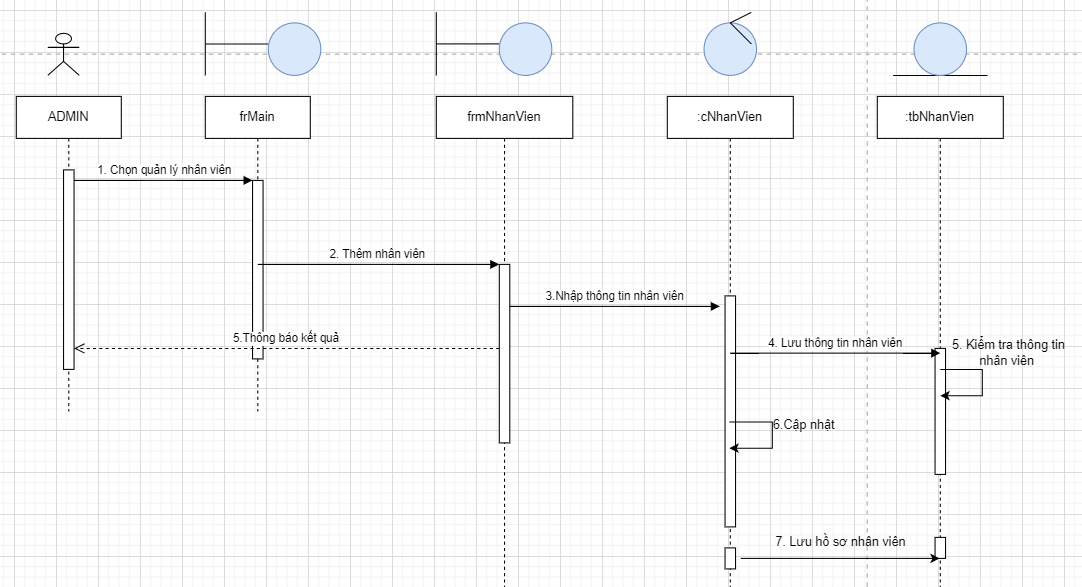 ADMIN
frMain
frmNhanVien
:cNhanVien
:tbNhanVien
1. Chọn quản lý nhân viên
2. Thêm nhân viên
3.Nhập thông tin nhân viên
5.Thông báo kết quả
4. Lưu thông tin nhân viên
5. Kiểm tra thông tin
nhân viên
6.Cập nhật
7. Lưu hồ sơ nhân viên